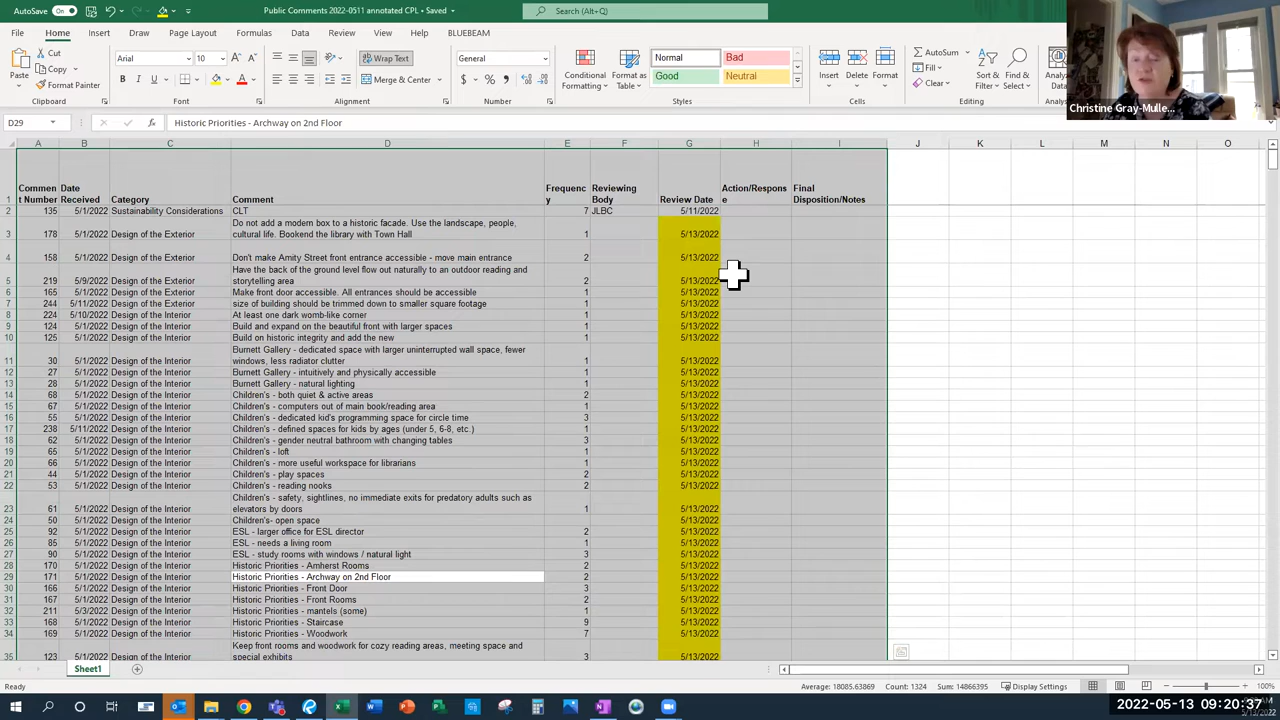 AutoSave On
Public Comments 2022-0511 annotated CPL • Saved
Search (Alt+Q)
File Home Insert Draw Page Layout Formulas Data Review View Help BLUEBEAM
Paste
Cut
Copy
Format Painter
Clipboard
Arial 10
B I U
Font
Wrap Text
Merge & Center
Alignment
General
Number
Conditional Formatting
Format as Table
Normal Bad
Good Neutral
Styles
Insert Delete Format
Cells
AutoSum
Fill
Clear
Sort & Filter
Find & Select
Editing
Christine Gray-Mulle...
D29 fx Historic Priorities - Archway on 2nd Floor
A B C D E F G H I J K L M N O
1 Comment Number Date Received Category Comment Frequency Reviewing Body Review Date Action/Response Final Disposition/Notes
2 135 5/1/2022 Sustainability Considerations CLT 7 JLBC 5/11/2022
3 178 5/1/2022 Design of the Exterior Do not add a modern box to a historic facade. Use the landscape, people, cultural life. Bookend the library with Town Hall 1 5/13/2022
4 158 5/1/2022 Design of the Exterior Don't make Amity Street front entrance accessible - move main entrance 2 5/13/2022
5 219 5/9/2022 Design of the Exterior Have the back of the ground level flow out naturally to an outdoor reading and storytelling area 2 5/13/2022
6 165 5/1/2022 Design of the Exterior Make front door accessible. All entrances should be accessible 1 5/13/2022
7 244 5/11/2022 Design of the Exterior size of building should be trimmed down to smaller square footage 1 5/13/2022
8 224 5/10/2022 Design of the Interior At least one dark womb-like corner 1 5/13/2022
9 124 5/1/2022 Design of the Interior Build and expand on the beautiful front with larger spaces 1 5/13/2022
10 125 5/1/2022 Design of the Interior Build on historic integrity and add the new 1 5/13/2022
11 30 5/1/2022 Design of the Interior Burnett Gallery - dedicated space with larger uninterrupted wall space, fewer windows, less radiator clutter 1 5/13/2022
12 27 5/1/2022 Design of the Interior Burnett Gallery - intuitively and physically accessible 1 5/13/2022
13 28 5/1/2022 Design of the Interior Burnett Gallery - natural lighting 1 5/13/2022
14 68 5/1/2022 Design of the Interior Children's - both quiet & active areas 2 5/13/2022
15 67 5/1/2022 Design of the Interior Children's - computers out of main book/reading area 1 5/13/2022
16 55 5/1/2022 Design of the Interior Children's - dedicated kid's programming space for circle time 3 5/13/2022
17 238 5/11/2022 Design of the Interior Children's - defined spaces for kids by ages (under 5, 6-8, etc.) 1 5/13/2022
18 62 5/1/2022 Design of the Interior Children's - gender neutral bathroom with changing tables 3 5/13/2022
19 65 5/1/2022 Design of the Interior Children's - loft 1 5/13/2022
20 66 5/1/2022 Design of the Interior Children's - more useful workspace for librarians 1 5/13/2022
21 44 5/1/2022 Design of the Interior Children's - play spaces 2 5/13/2022
22 53 5/1/2022 Design of the Interior Children's - reading nooks 2 5/13/2022
23 61 5/1/2022 Design of the Interior Children's - safety, sightlines, no immediate exits for predatory adults such as elevators by doors 1 5/13/2022
24 50 5/1/2022 Design of the Interior Children's- open space 1 5/13/2022
25 92 5/1/2022 Design of the Interior ESL - larger office for ESL director 1 5/13/2022
26 85 5/1/2022 Design of the Interior ESL - needs a living room 1 5/13/2022
27 90 5/1/2022 Design of the Interior ESL - study rooms with windows / natural light 3 5/13/2022
28 170 5/1/2022 Design of the Interior Historic Priorities - Amherst Rooms 2 5/13/2022
29 171 5/1/2022 Design of the Interior Historic Priorities - Archway on 2nd Floor 2 5/13/2022
30 166 5/1/2022 Design of the Interior Historic Priorities - Front Door 3 5/13/2022
31 167 5/1/2022 Design of the Interior Historic Priorities - Front Rooms 2 5/13/2022
32 211 5/3/2022 Design of the Interior Historic Priorities - mantels (some) 1 5/13/2022
33 168 5/1/2022 Design of the Interior Historic Priorities - Staircase 9 5/13/2022
34 169 5/1/2022 Design of the Interior Historic Priorities - Woodwork 7 5/13/2022
35 123 5/1/2022 Design of the Interior Keep front rooms and woodwork for cozy reading areas, meeting space and special exhibits 3 5/13/2022
Sheet1
Ready Average: 18085.63869 Count: 1324 Sum: 14866395 Display Settings 100%
2022-05-13 09:20:37